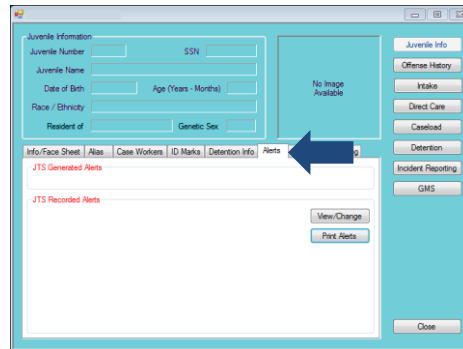 Juvenile Information
Juvenile Number SSN
Juvenile Name
Date of Birth Age (Years - Months)
Race / Ethnicity
Resident of Genetic Sex
No Image
Available
Juvenile Info
Offense History
Intake
Direct Care
Caseload
Detention
Incident Reporting
GMS
Info/Face Sheet Alias Case Workers ID Marks Detention Info Alerts
JTS Generated Alerts
JTS Recorded Alerts
View/Change
Print Alerts
Close